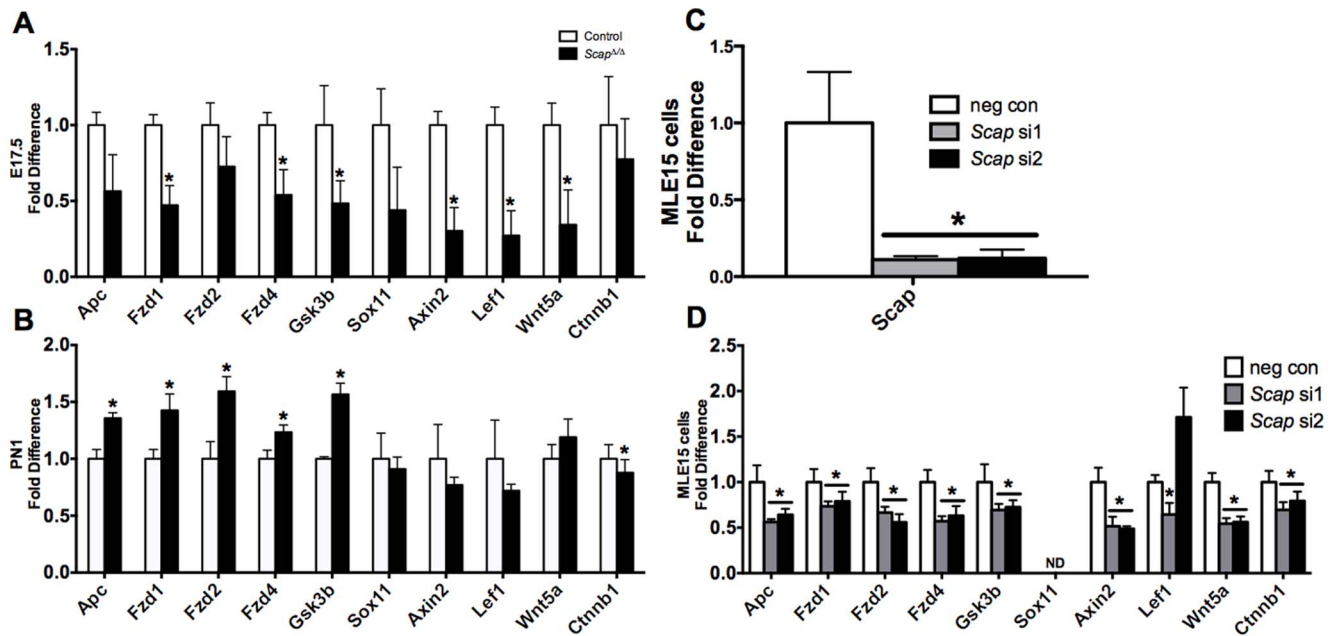 A
Control
Scap^Δ/Δ
E17.5
Fold Difference
1.5
1.0
0.5
0.0
* * * * * *
Apc Fzd1 Fzd2 Fzd4 Gsk3b Sox11 Axin2 Lef1 Wnt5a Ctnnb1
B
PN1
Fold Difference
2.0
1.5
1.0
0.5
0.0
* * * * * *
Apc Fzd1 Fzd2 Fzd4 Gsk3b Sox11 Axin2 Lef1 Wnt5a Ctnnb1
C
MLE15 cells
Fold Difference
1.5
1.0
0.5
0.0
neg con
Scap si1
Scap si2
*
Scap
D
MLE15 cells
Fold Difference
2.5
2.0
1.5
1.0
0.5
0.0
neg con
Scap si1
Scap si2
* * * * * * * * *
ND
Apc Fzd1 Fzd2 Fzd4 Gsk3b Sox11 Axin2 Lef1 Wnt5a Ctnnb1